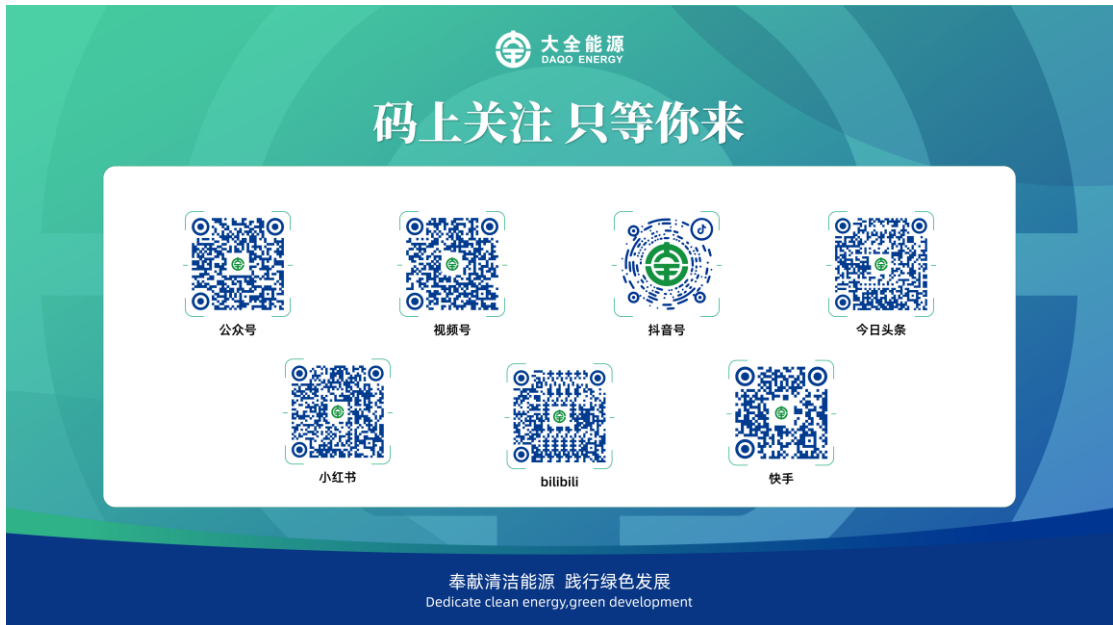 大全能源
DAQO ENERGY
码上关注 只等你来
公众号
视频号
抖音号
今日头条
小红书
bilibili
快手
奉献清洁能源 践行绿色发展
Dedicate clean energy,green development